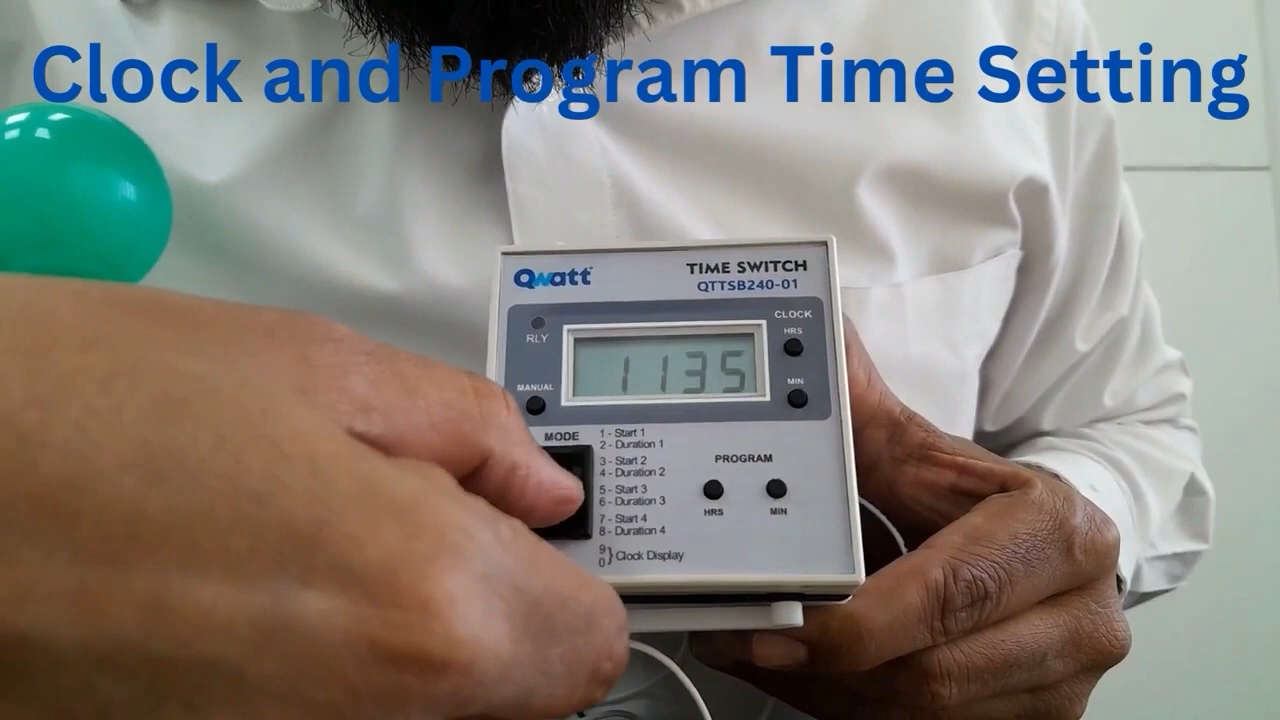 Clock and Program Time Setting
Qwatt
TIME SWITCH
QTTSB240-01
CLOCK
HRS
RLY
1135
MANUAL
MIN
MODE
1 - Start 1
2 - Duration 1
3 - Start 2
4 - Duration 2
5 - Start 3
6 - Duration 3
7 - Start 4
8 - Duration 4
9
0 } Clock Display
PROGRAM
HRS
MIN